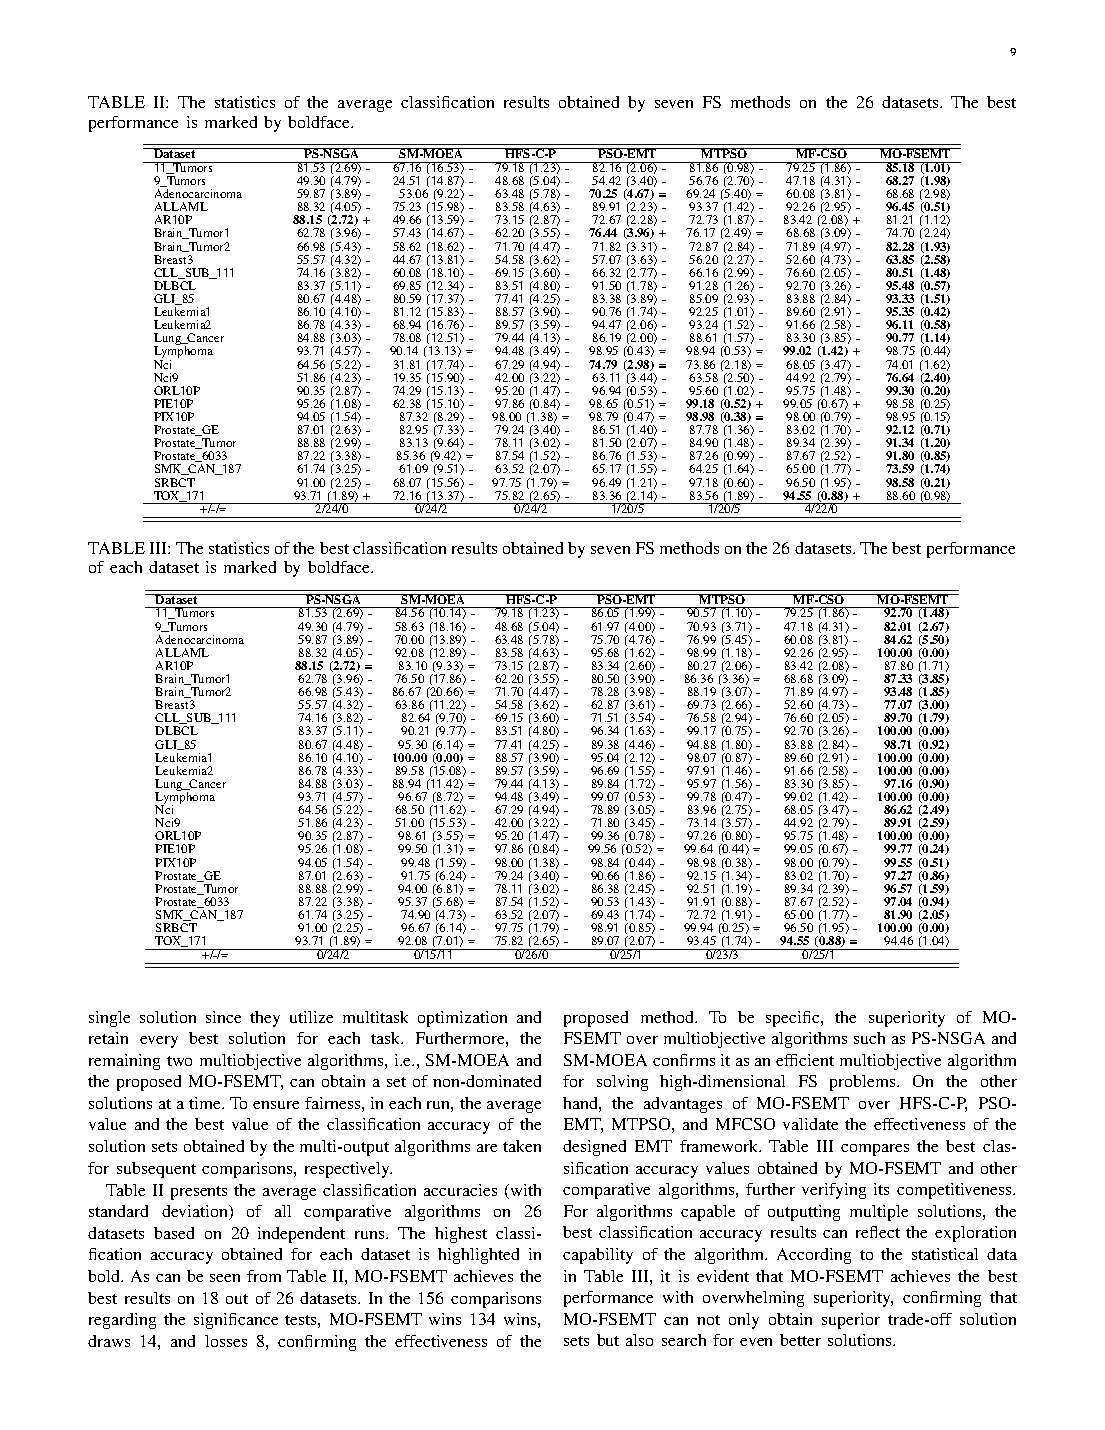 9
TABLE II: The statistics of the average classification results obtained by seven FS methods on the 26 datasets. The best
performance is marked by boldface.
Dataset PS-NSGA SM-MOEA HFS-C-P PSO-EMT MTPSO MF-CSO MO-FSEMT
11_Tumors 81.53 (2.69) - 67.16 (16.53) - 79.18 (1.23) - 82.16 (2.06) - 81.86 (0.98) - 79.25 (1.86) - 85.18 (1.01)
9_Tumors 49.30 (4.79) - 24.51 (14.87) - 48.68 (5.04) - 54.42 (3.40) - 56.76 (2.70) - 47.18 (4.31) - 68.27 (1.98)
Adenocarcinoma 59.87 (3.89) - 53.06 (9.22) - 63.48 (5.78) - 70.25 (4.67) = 69.24 (5.40) = 60.08 (3.81) - 68.68 (2.98)
ALLAML 88.32 (4.05) - 75.23 (15.98) - 83.58 (4.63) - 89.91 (2.23) - 93.37 (1.42) - 92.26 (2.95) - 96.45 (0.51)
AR10P 88.15 (2.72) + 49.66 (13.59) - 73.15 (2.87) - 72.67 (2.28) - 72.73 (1.87) - 83.42 (2.08) + 81.21 (1.12)
Brain_Tumor1 62.78 (3.96) - 57.43 (14.67) - 62.20 (3.55) - 76.44 (3.96) + 76.17 (2.49) = 68.68 (3.09) - 74.70 (2.24)
Brain_Tumor2 66.98 (5.43) - 58.62 (18.62) - 71.70 (4.47) - 71.82 (3.31) - 72.87 (2.84) - 71.89 (4.97) - 82.28 (1.93)
Breast3 55.57 (4.32) - 44.67 (13.81) - 54.58 (3.62) - 57.07 (3.63) - 56.20 (2.27) - 52.60 (4.73) - 63.85 (2.58)
CLL_SUB_111 74.16 (3.82) - 60.08 (18.10) - 69.15 (3.60) - 66.32 (2.77) - 66.16 (2.99) - 76.60 (2.05) - 80.51 (1.48)
DLBCL 83.37 (5.11) - 69.85 (12.34) - 83.51 (4.80) - 91.50 (1.78) - 91.28 (1.26) - 92.70 (3.26) - 95.48 (0.57)
GLI_85 80.67 (4.48) - 80.59 (17.37) - 77.41 (4.25) - 83.38 (3.89) - 85.09 (2.93) - 83.88 (2.84) - 93.33 (1.51)
Leukemia1 86.10 (4.10) - 81.12 (15.83) - 88.57 (3.90) - 90.76 (1.74) - 92.25 (1.01) - 89.60 (2.91) - 95.35 (0.42)
Leukemia2 86.78 (4.33) - 68.94 (16.76) - 89.57 (3.59) - 94.47 (2.06) - 93.24 (1.52) - 91.66 (2.58) - 96.11 (0.58)
Lung_Cancer 84.88 (3.03) - 78.08 (12.51) - 79.44 (4.13) - 86.19 (2.00) - 88.61 (1.57) - 83.30 (3.85) - 90.77 (1.14)
Lymphoma 93.71 (4.57) - 90.14 (13.13) = 94.48 (3.49) - 98.95 (0.43) = 98.94 (0.53) = 99.02 (1.42) + 98.75 (0.44)
Nci 64.56 (5.22) - 31.81 (17.74) - 67.29 (4.94) - 74.79 (2.98) = 73.86 (2.18) = 68.05 (3.47) - 74.01 (1.62)
Nci9 51.86 (4.23) - 19.35 (15.90) - 42.00 (3.22) - 63.11 (3.44) - 63.58 (2.50) - 44.92 (2.79) - 76.64 (2.40)
ORL10P 90.35 (2.87) - 74.29 (15.13) - 95.20 (1.47) - 96.94 (0.53) - 95.60 (1.02) - 95.75 (1.48) - 99.30 (0.20)
PIE10P 95.26 (1.08) - 62.38 (15.10) - 97.86 (0.84) - 98.65 (0.51) = 99.18 (0.52) + 99.05 (0.67) + 98.58 (0.25)
PIX10P 94.05 (1.54) - 87.32 (8.29) - 98.00 (1.38) = 98.79 (0.47) = 98.98 (0.38) = 98.00 (0.79) - 98.95 (0.15)
Prostate_GE 87.01 (2.63) - 82.95 (7.33) - 79.24 (3.40) - 86.51 (1.40) - 87.78 (1.36) - 83.02 (1.70) - 92.12 (0.71)
Prostate_Tumor 88.88 (2.99) - 83.13 (9.64) - 78.11 (3.02) - 81.50 (2.07) - 84.90 (1.48) - 89.34 (2.39) - 91.34 (1.20)
Prostate_6033 87.22 (3.38) - 85.36 (9.42) = 87.54 (1.52) - 86.76 (1.53) - 87.26 (0.99) - 87.67 (2.52) - 91.80 (0.85)
SMK_CAN_187 61.74 (3.25) - 61.09 (9.51) - 63.52 (2.07) - 65.17 (1.55) - 64.25 (1.64) - 65.00 (1.77) - 73.59 (1.74)
SRBCT 91.00 (2.25) - 68.07 (15.56) - 97.75 (1.79) = 96.49 (1.21) - 97.18 (0.60) - 96.50 (1.95) - 98.58 (0.21)
TOX_171 93.71 (1.89) + 72.16 (13.37) - 75.82 (2.65) - 83.36 (2.14) - 83.56 (1.89) - 94.55 (0.88) + 88.60 (0.98)
+/-/= 2/24/0 0/24/2 0/24/2 1/20/5 1/20/5 4/22/0
TABLE III: The statistics of the best classification results obtained by seven FS methods on the 26 datasets. The best performance
of each dataset is marked by boldface.
Dataset PS-NSGA SM-MOEA HFS-C-P PSO-EMT MTPSO MF-CSO MO-FSEMT
11_Tumors 81.53 (2.69) - 84.56 (10.14) - 79.18 (1.23) - 86.05 (1.99) - 90.57 (1.10) - 79.25 (1.86) - 92.70 (1.48)
9_Tumors 49.30 (4.79) - 58.63 (18.16) - 48.68 (5.04) - 61.97 (4.00) - 70.93 (3.71) - 47.18 (4.31) - 82.01 (2.67)
Adenocarcinoma 59.87 (3.89) - 70.00 (13.89) - 63.48 (5.78) - 75.70 (4.76) - 76.99 (5.45) - 60.08 (3.81) - 84.62 (5.50)
ALLAML 88.32 (4.05) - 92.08 (12.89) - 83.58 (4.63) - 95.68 (1.62) - 98.99 (1.18) - 92.26 (2.95) - 100.00 (0.00)
AR10P 88.15 (2.72) = 83.10 (9.33) = 73.15 (2.87) - 83.34 (2.60) - 80.27 (2.06) - 83.42 (2.08) - 87.80 (1.71)
Brain_Tumor1 62.78 (3.96) - 76.50 (17.86) - 62.20 (3.55) - 80.50 (3.90) - 86.36 (3.36) = 68.68 (3.09) - 87.33 (3.85)
Brain_Tumor2 66.98 (5.43) - 86.67 (20.66) = 71.70 (4.47) - 78.28 (3.98) - 88.19 (3.07) - 71.89 (4.97) - 93.48 (1.85)
Breast3 55.57 (4.32) - 63.86 (11.22) - 54.58 (3.62) - 62.87 (3.61) - 69.73 (2.66) - 52.60 (4.73) - 77.07 (3.00)
CLL_SUB_111 74.16 (3.82) - 82.64 (9.70) - 69.15 (3.60) - 71.51 (3.54) - 76.58 (2.94) - 76.60 (2.05) - 89.70 (1.79)
DLBCL 83.37 (5.11) - 90.21 (9.77) - 83.51 (4.80) - 96.34 (1.63) - 99.17 (0.75) - 92.70 (3.26) - 100.00 (0.00)
GLI_85 80.67 (4.48) - 95.30 (6.14) = 77.41 (4.25) - 89.38 (4.46) - 94.88 (1.80) - 83.88 (2.84) - 98.71 (0.92)
Leukemia1 86.10 (4.10) - 100.00 (0.00) = 88.57 (3.90) - 95.04 (2.12) - 98.07 (0.87) - 89.60 (2.91) - 100.00 (0.00)
Leukemia2 86.78 (4.33) - 89.58 (15.08) - 89.57 (3.59) - 96.69 (1.55) - 97.91 (1.46) - 91.66 (2.58) - 100.00 (0.00)
Lung_Cancer 84.88 (3.03) - 88.94 (11.42) = 79.44 (4.13) - 89.84 (1.72) - 95.97 (1.56) - 83.30 (3.85) - 97.16 (0.90)
Lymphoma 93.71 (4.57) - 96.67 (8.72) = 94.48 (3.49) - 99.07 (0.53) - 99.78 (0.47) - 99.02 (1.42) - 100.00 (0.00)
Nci 64.56 (5.22) - 68.50 (11.62) - 67.29 (4.94) - 78.89 (3.05) - 83.96 (2.75) - 68.05 (3.47) - 86.62 (2.49)
Nci9 51.86 (4.23) - 51.00 (15.53) - 42.00 (3.22) - 71.80 (3.45) - 73.14 (3.57) - 44.92 (2.79) - 89.91 (2.59)
ORL10P 90.35 (2.87) - 98.61 (3.55) = 95.20 (1.47) - 99.36 (0.78) - 97.26 (0.80) - 95.75 (1.48) - 100.00 (0.00)
PIE10P 95.26 (1.08) - 99.50 (1.31) = 97.86 (0.84) - 99.56 (0.52) = 99.64 (0.44) = 99.05 (0.67) - 99.77 (0.24)
PIX10P 94.05 (1.54) - 99.48 (1.59) - 98.00 (1.38) - 98.84 (0.44) - 98.98 (0.38) - 98.00 (0.79) - 99.55 (0.51)
Prostate_GE 87.01 (2.63) - 91.75 (6.24) - 79.24 (3.40) - 90.66 (1.86) - 92.15 (1.34) - 83.02 (1.70) - 97.27 (0.86)
Prostate_Tumor 88.88 (2.99) - 94.00 (6.81) = 78.11 (3.02) - 86.38 (2.45) - 92.51 (1.19) - 89.34 (2.39) - 96.57 (1.59)
Prostate_6033 87.22 (3.38) - 95.37 (5.68) = 87.54 (1.52) - 90.53 (1.43) - 91.91 (0.88) - 87.67 (2.52) - 97.04 (0.94)
SMK_CAN_187 61.74 (3.25) - 74.90 (4.73) - 63.52 (2.07) - 69.43 (1.74) - 72.72 (1.91) - 65.00 (1.77) - 81.90 (2.05)
SRBCT 91.00 (2.25) - 96.67 (6.14) - 97.75 (1.79) - 98.91 (0.85) - 99.94 (0.25) = 96.50 (1.95) - 100.00 (0.00)
TOX_171 93.71 (1.89) = 92.08 (7.01) = 75.82 (2.65) - 89.07 (2.07) - 93.45 (1.74) - 94.55 (0.88) = 94.46 (1.04)
+/-/= 0/24/2 0/15/11 0/26/0 0/25/1 0/23/3 0/25/1
single solution since they utilize multitask optimization and
retain every best solution for each task. Furthermore, the
remaining two multiobjective algorithms, i.e., SM-MOEA and
the proposed MO-FSEMT, can obtain a set of non-dominated
solutions at a time. To ensure fairness, in each run, the average
value and the best value of the classification accuracy of the
solution sets obtained by the multi-output algorithms are taken
for subsequent comparisons, respectively.
Table II presents the average classification accuracies (with
standard deviation) of all comparative algorithms on 26
datasets based on 20 independent runs. The highest classi-
fication accuracy obtained for each dataset is highlighted in
bold. As can be seen from Table II, MO-FSEMT achieves the
best results on 18 out of 26 datasets. In the 156 comparisons
regarding the significance tests, MO-FSEMT wins 134 wins,
draws 14, and losses 8, confirming the effectiveness of the
proposed method. To be specific, the superiority of MO-
FSEMT over multiobjective algorithms such as PS-NSGA and
SM-MOEA confirms it as an efficient multiobjective algorithm
for solving high-dimensional FS problems. On the other
hand, the advantages of MO-FSEMT over HFS-C-P, PSO-
EMT, MTPSO, and MFCSO validate the effectiveness of the
designed EMT framework. Table III compares the best clas-
sification accuracy values obtained by MO-FSEMT and other
comparative algorithms, further verifying its competitiveness.
For algorithms capable of outputting multiple solutions, the
best classification accuracy results can reflect the exploration
capability of the algorithm. According to the statistical data
in Table III, it is evident that MO-FSEMT achieves the best
performance with overwhelming superiority, confirming that
MO-FSEMT can not only obtain superior trade-off solution
sets but also search for even better solutions.